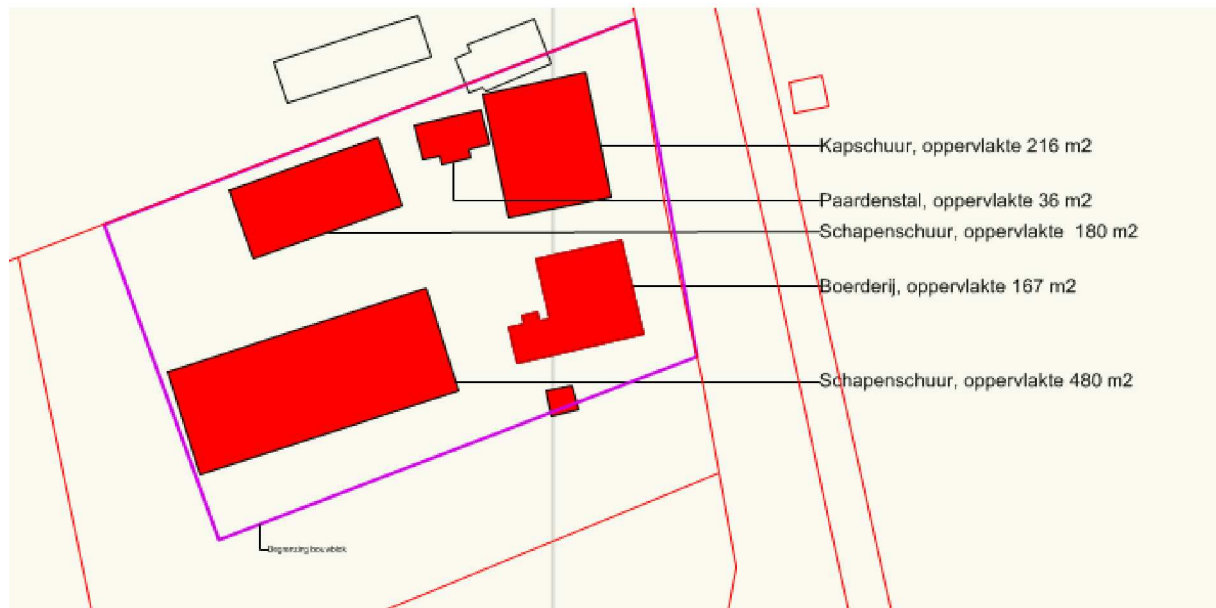 Kapschuur, oppervlakte 216 m2
Paardenstal, oppervlakte 36 m2
Schapenschuur, oppervlakte  180 m2
Boerderij, oppervlakte 167 m2
Schapenschuur, oppervlakte 480 m2
Begrenzing bouwblok